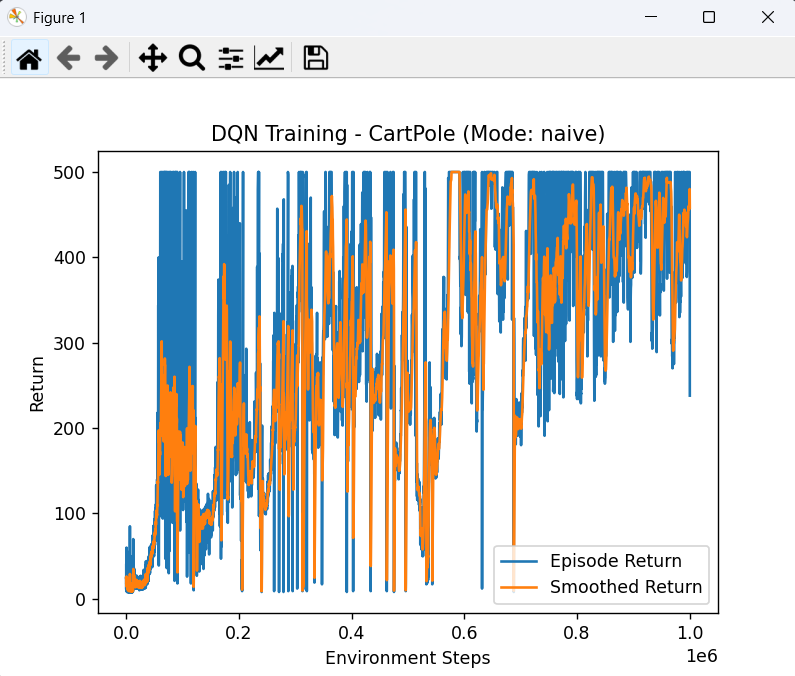 Figure 1
DQN Training - CartPole (Mode: naive)
Return
500
400
300
200
100
0
Episode Return
Smoothed Return
0.0 0.2 0.4 0.6 0.8 1.0
1e6
Environment Steps